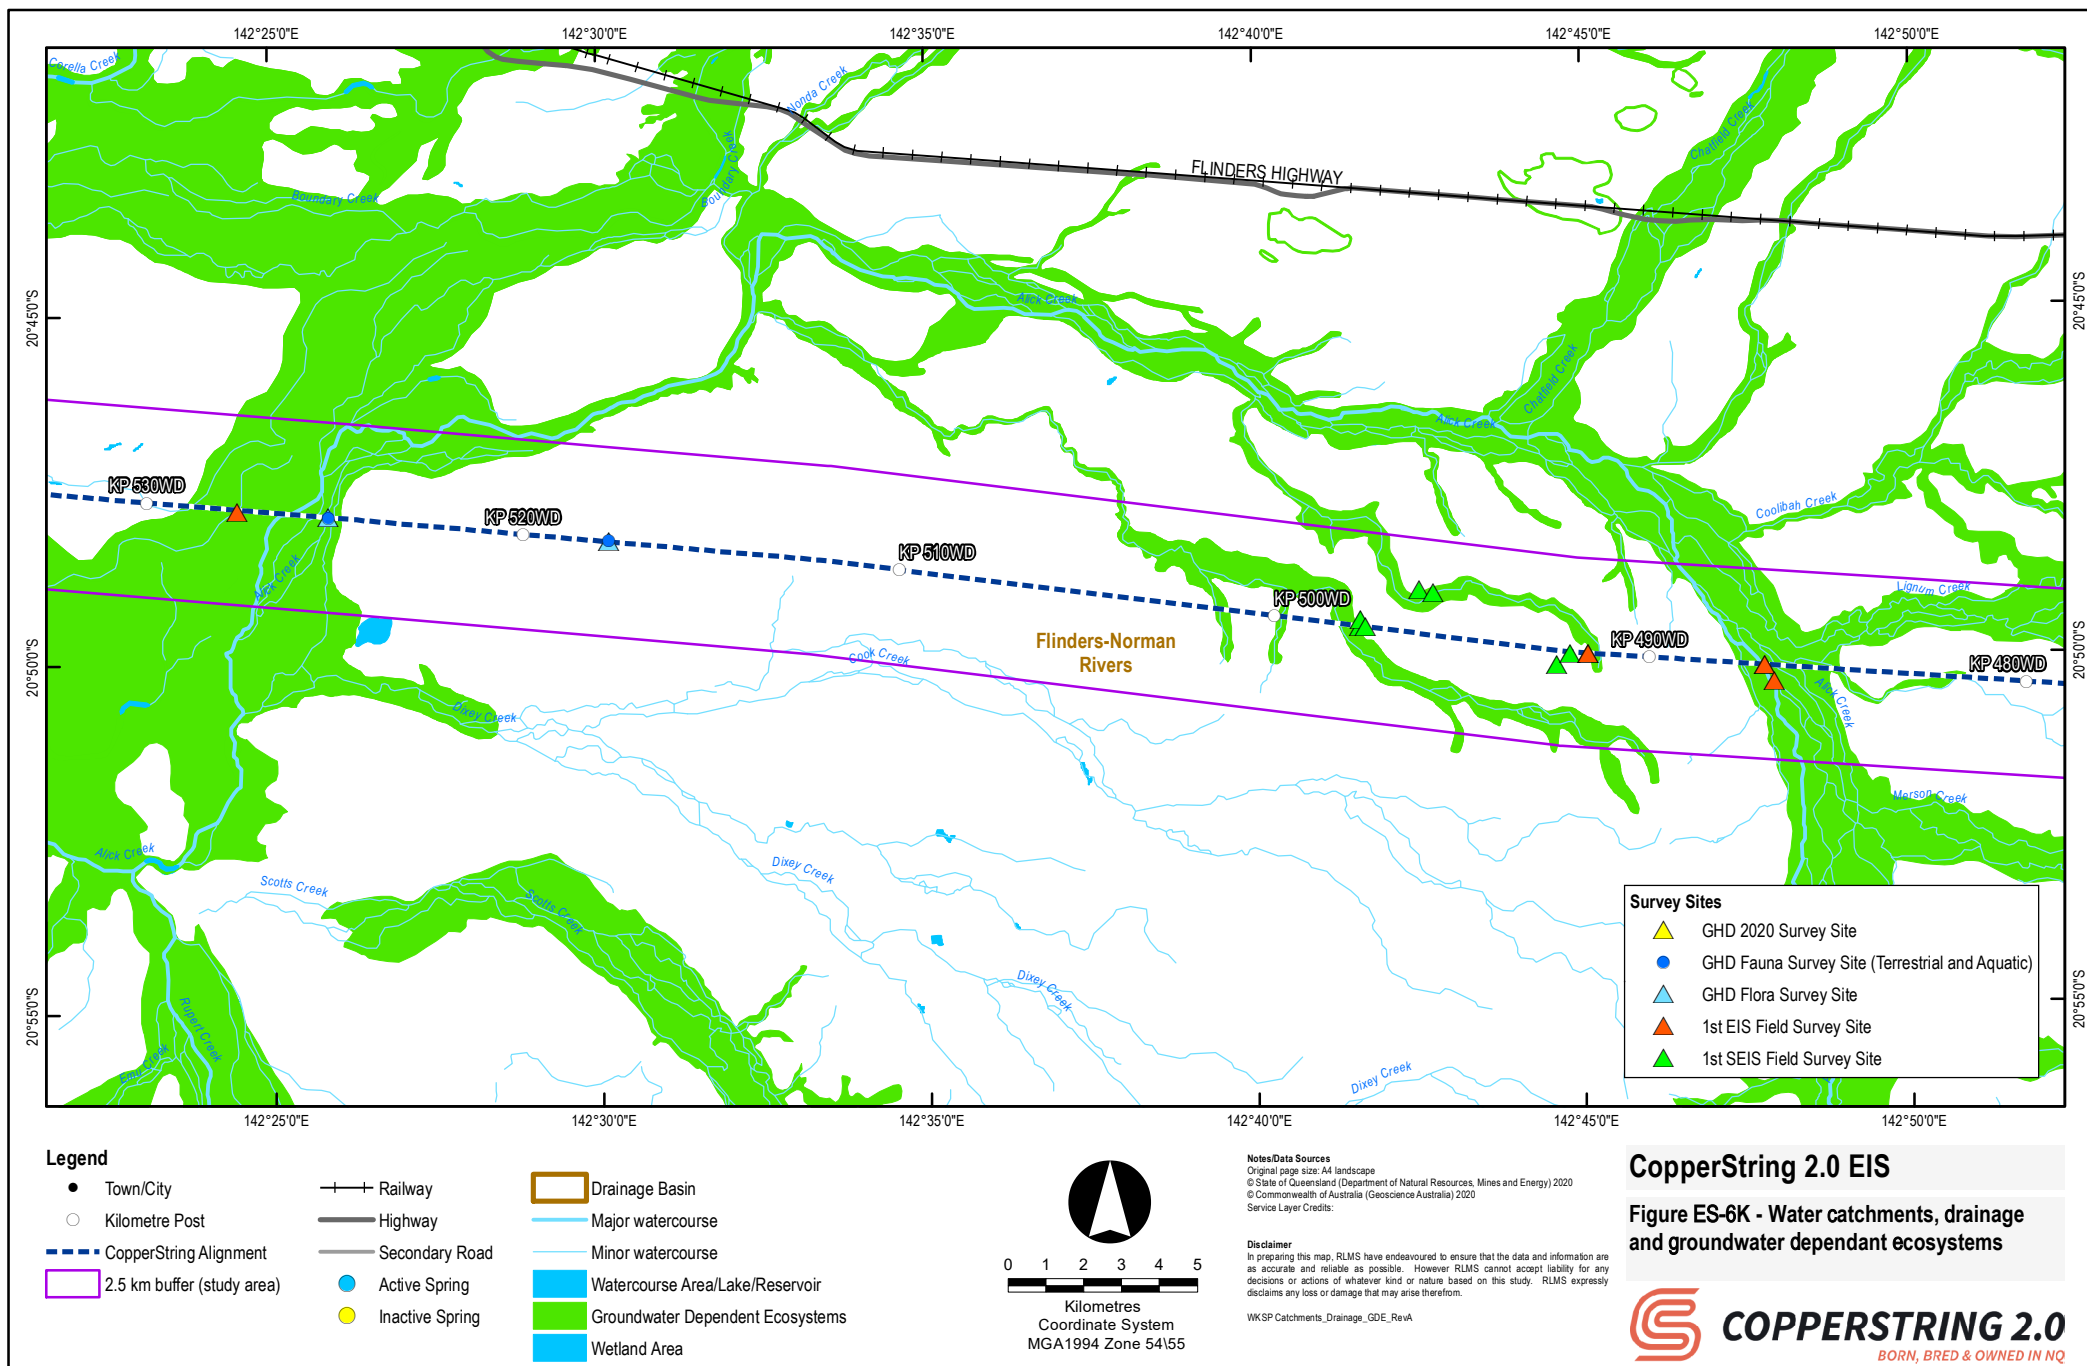 142°25'0"E
142°30'0"E
142°35'0"E
142°40'0"E
142°45'0"E
142°50'0"E
Corella Creek
Nonda Creek
Boundary Creek
Boundary Creek
FLINDERS HIGHWAY
Chatfield Creek
20°45'0"S
20°45'0"S
Alick Creek
Chatfield Creek
Alick Creek
KP 530WD
KP 520WD
KP 510WD
Coolibah Creek
Alick Creek
Lignum Creek
KP 500WD
KP 490WD
KP 480WD
Flinders-Norman
Rivers
20°50'0"S
20°50'0"S
Cook Creek
Dixey Creek
Alick Creek
Merson Creek
Alick Creek
Dixey Creek
Scotts Creek
Scotts Creek
Dixey Creek
Rupert Creek
Emu Creek
Dixey Creek
20°55'0"S
20°55'0"S
Survey Sites
GHD 2020 Survey Site
GHD Fauna Survey Site (Terrestrial and Aquatic)
GHD Flora Survey Site
1st EIS Field Survey Site
1st SEIS Field Survey Site
142°25'0"E
142°30'0"E
142°35'0"E
142°40'0"E
142°45'0"E
142°50'0"E
Legend
Town/City
Kilometre Post
CopperString Alignment
2.5 km buffer (study area)
Railway
Highway
Secondary Road
Active Spring
Inactive Spring
Drainage Basin
Major watercourse
Minor watercourse
Watercourse Area/Lake/Reservoir
Groundwater Dependent Ecosystems
Wetland Area
0 1 2 3 4 5
Kilometres
Coordinate System
MGA1994 Zone 54\55
Notes/Data Sources
Original page size: A4 landscape
© State of Queensland (Department of Natural Resources, Mines and Energy) 2020
© Commonwealth of Australia (Geoscience Australia) 2020
Service Layer Credits:
Disclaimer
In preparing this map, RLMS have endeavoured to ensure that the data and information are
as accurate and reliable as possible. However RLMS cannot accept liability for any
decisions or actions of whatever kind or nature based on this study. RLMS expressly
disclaims any loss or damage that may arise therefrom.
WKSP Catchments_Drainage_GDE_RevA
CopperString 2.0 EIS
Figure ES-6K - Water catchments, drainage
and groundwater dependant ecosystems
COPPERSTRING 2.0
BORN, BRED & OWNED IN NQ